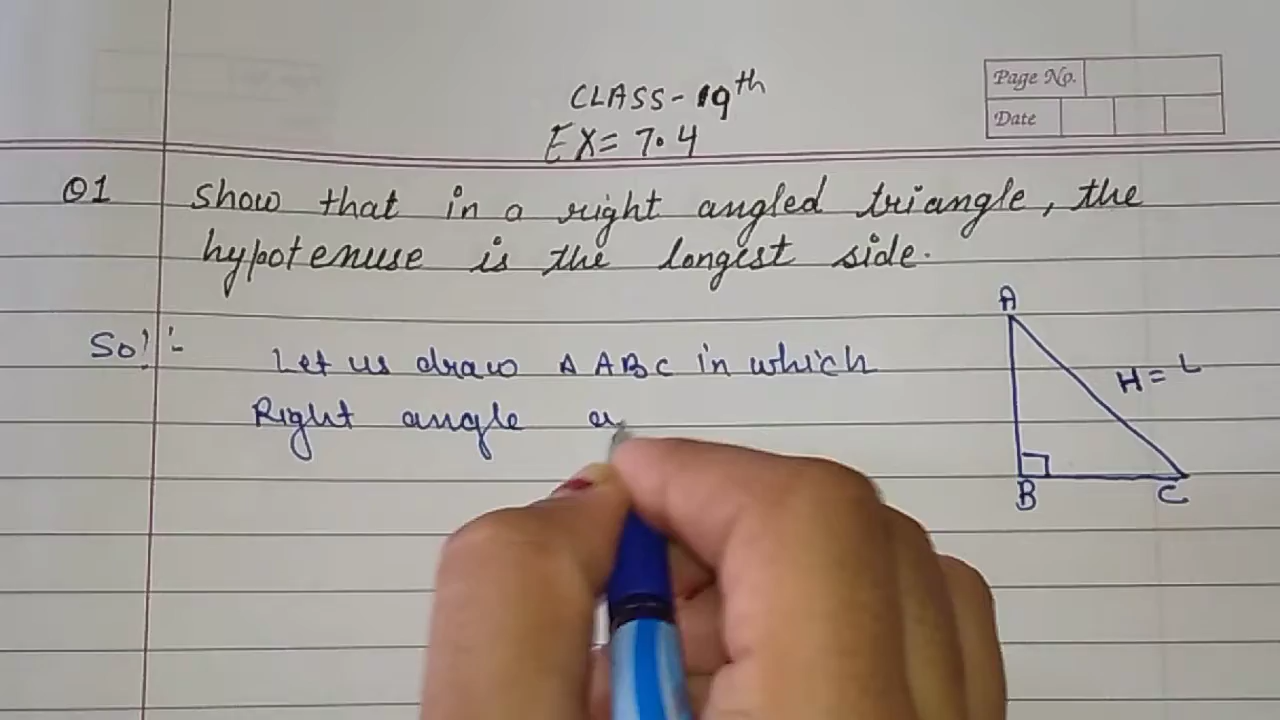 CLASS - 9th
EX = 7.4
Page No.
Date
Q1 Show that in a right angled triangle, the
hypotenuse is the longest side.
Sol:- Let us draw Δ ABC in which
Right angle
A
H = L
B C